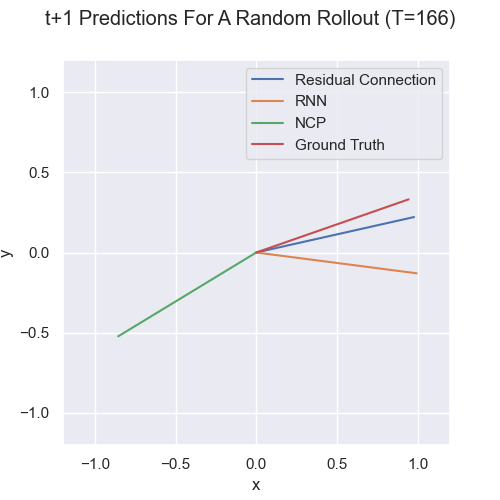 t+1 Predictions For A Random Rollout (T=166)
Residual Connection
RNN
NCP
Ground Truth
1.0
0.5
0.0
−0.5
−1.0
y
−1.0 −0.5 0.0 0.5 1.0
x